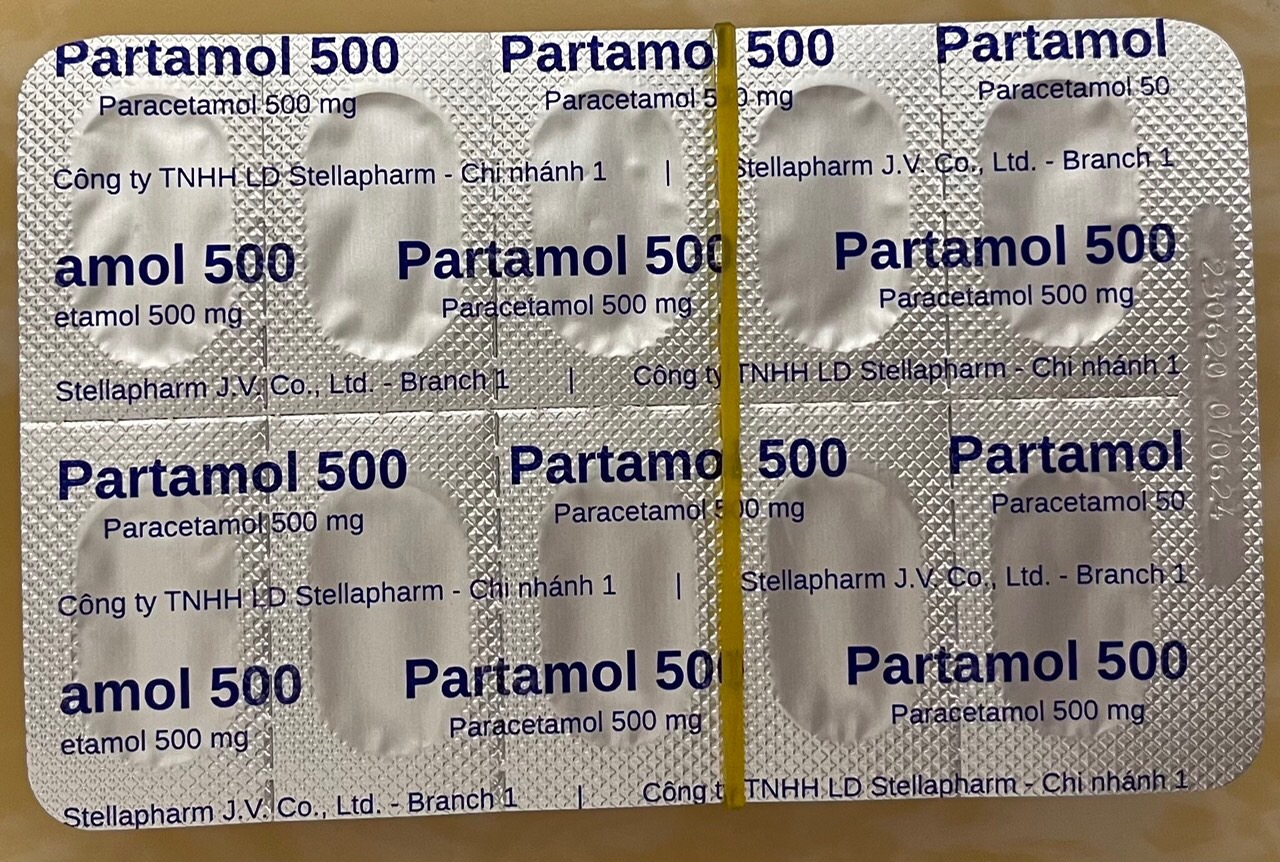 Partamol 500 Partamo 500 Partamol
Paracetamol 500 mg Paracetamol 5 0 mg Paracetamol 50
Công ty TNHH LD Stellapharm - Chi nhánh 1 | Stellapharm J.V. Co., Ltd. - Branch 1
amol 500 Partamol 500 Partamol 500
etamol 500 mg Paracetamol 500 mg Paracetamol 500 mg
Stellapharm J.V. Co., Ltd. - Branch 1 | Công ty TNHH LD Stellapharm - Chi nhánh 1
Partamol 500 Partamo 500 Partamol
Paracetamol 500 mg Paracetamol 500 mg Paracetamol 50
Công ty TNHH LD Stellapharm - Chi nhánh 1 | Stellapharm J.V. Co., Ltd. - Branch 1
amol 500 Partamol 500 Partamol 500
etamol 500 mg Paracetamol 500 mg Paracetamol 500 mg
Stellapharm J.V. Co., Ltd. - Branch 1 | Công t TNHH LD Stellapharm - Chi nhánh 1